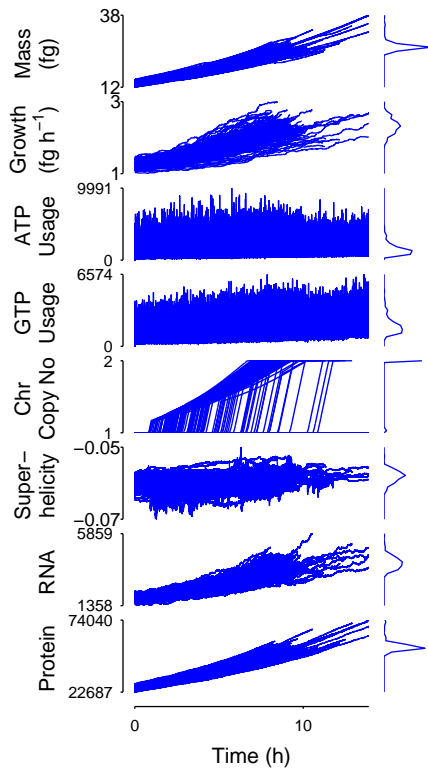 38
Mass
(fg)
12
3
Growth
(fg h⁻¹)
1
9991
ATP
Usage
0
6574
GTP
Usage
0
2
Chr
Copy No
1
−0.05
Super−
helicity
−0.07
5859
RNA
1358
74040
Protein
22687
0 10
Time (h)